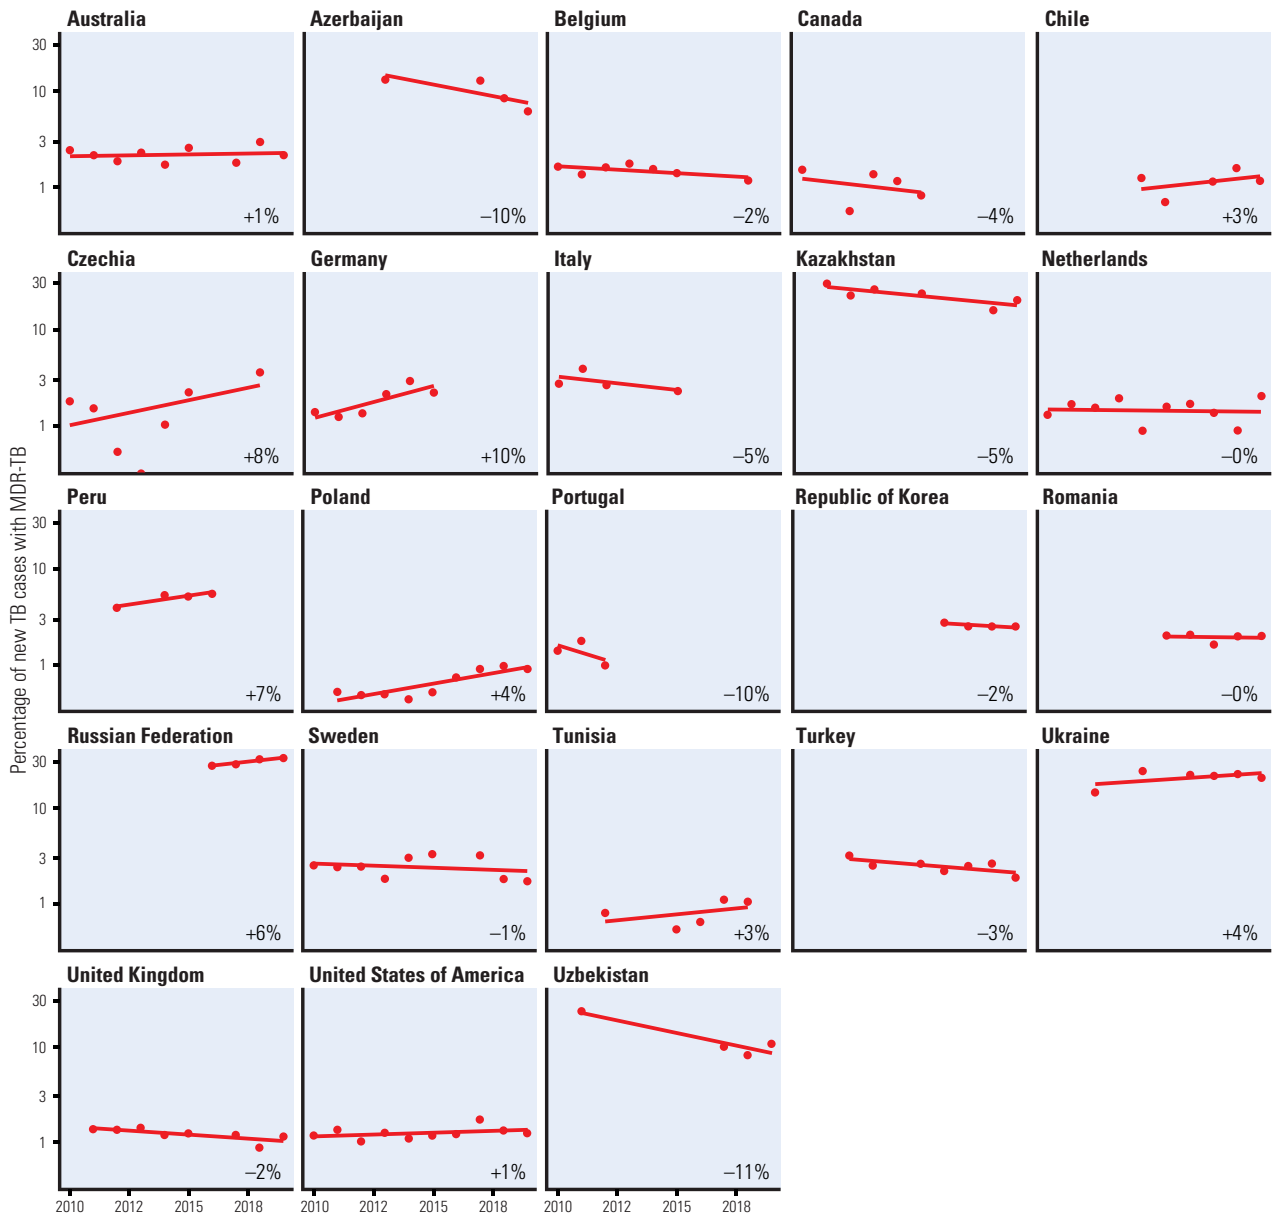 Australia Azerbaijan Belgium Canada Chile
30
10
3
1
+1% –10% –2% –4% +3%
Czechia Germany Italy Kazakhstan Netherlands
30
10
3
1
+8% +10% –5% –5% –0%
Percentage of new TB cases with MDR-TB
Peru Poland Portugal Republic of Korea Romania
30
10
3
1
+7% +4% –10% –2% –0%
Russian Federation Sweden Tunisia Turkey Ukraine
30
10
3
1
+6% –1% +3% –3% +4%
United Kingdom United States of America Uzbekistan
30
10
3
1
–2% +1% –11%
2010 2012 2015 2018 2010 2012 2015 2018 2010 2012 2015 2018